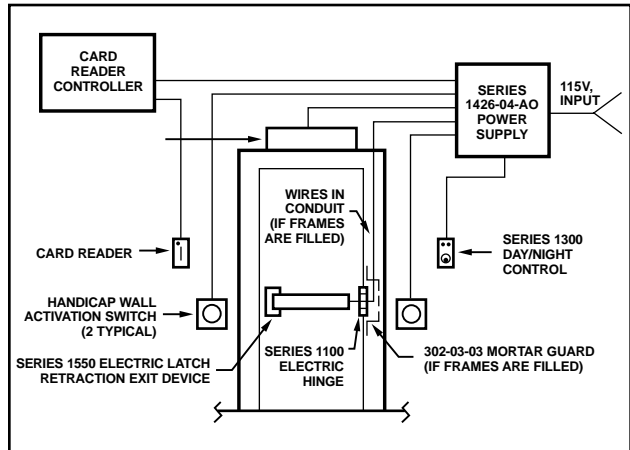 CARD
READER
CONTROLLER
SERIES
1426-04-AO
POWER
SUPPLY
115V,
INPUT
WIRES IN
CONDUIT
(IF FRAMES
ARE FILLED)
CARD READER
SERIES 1300
DAY/NIGHT
CONTROL
HANDICAP WALL
ACTIVATION SWITCH
(2 TYPICAL)
SERIES 1550 ELECTRIC LATCH
RETRACTION EXIT DEVICE
SERIES 1100
ELECTRIC
HINGE
302-03-03 MORTAR GUARD
(IF FRAMES ARE FILLED)